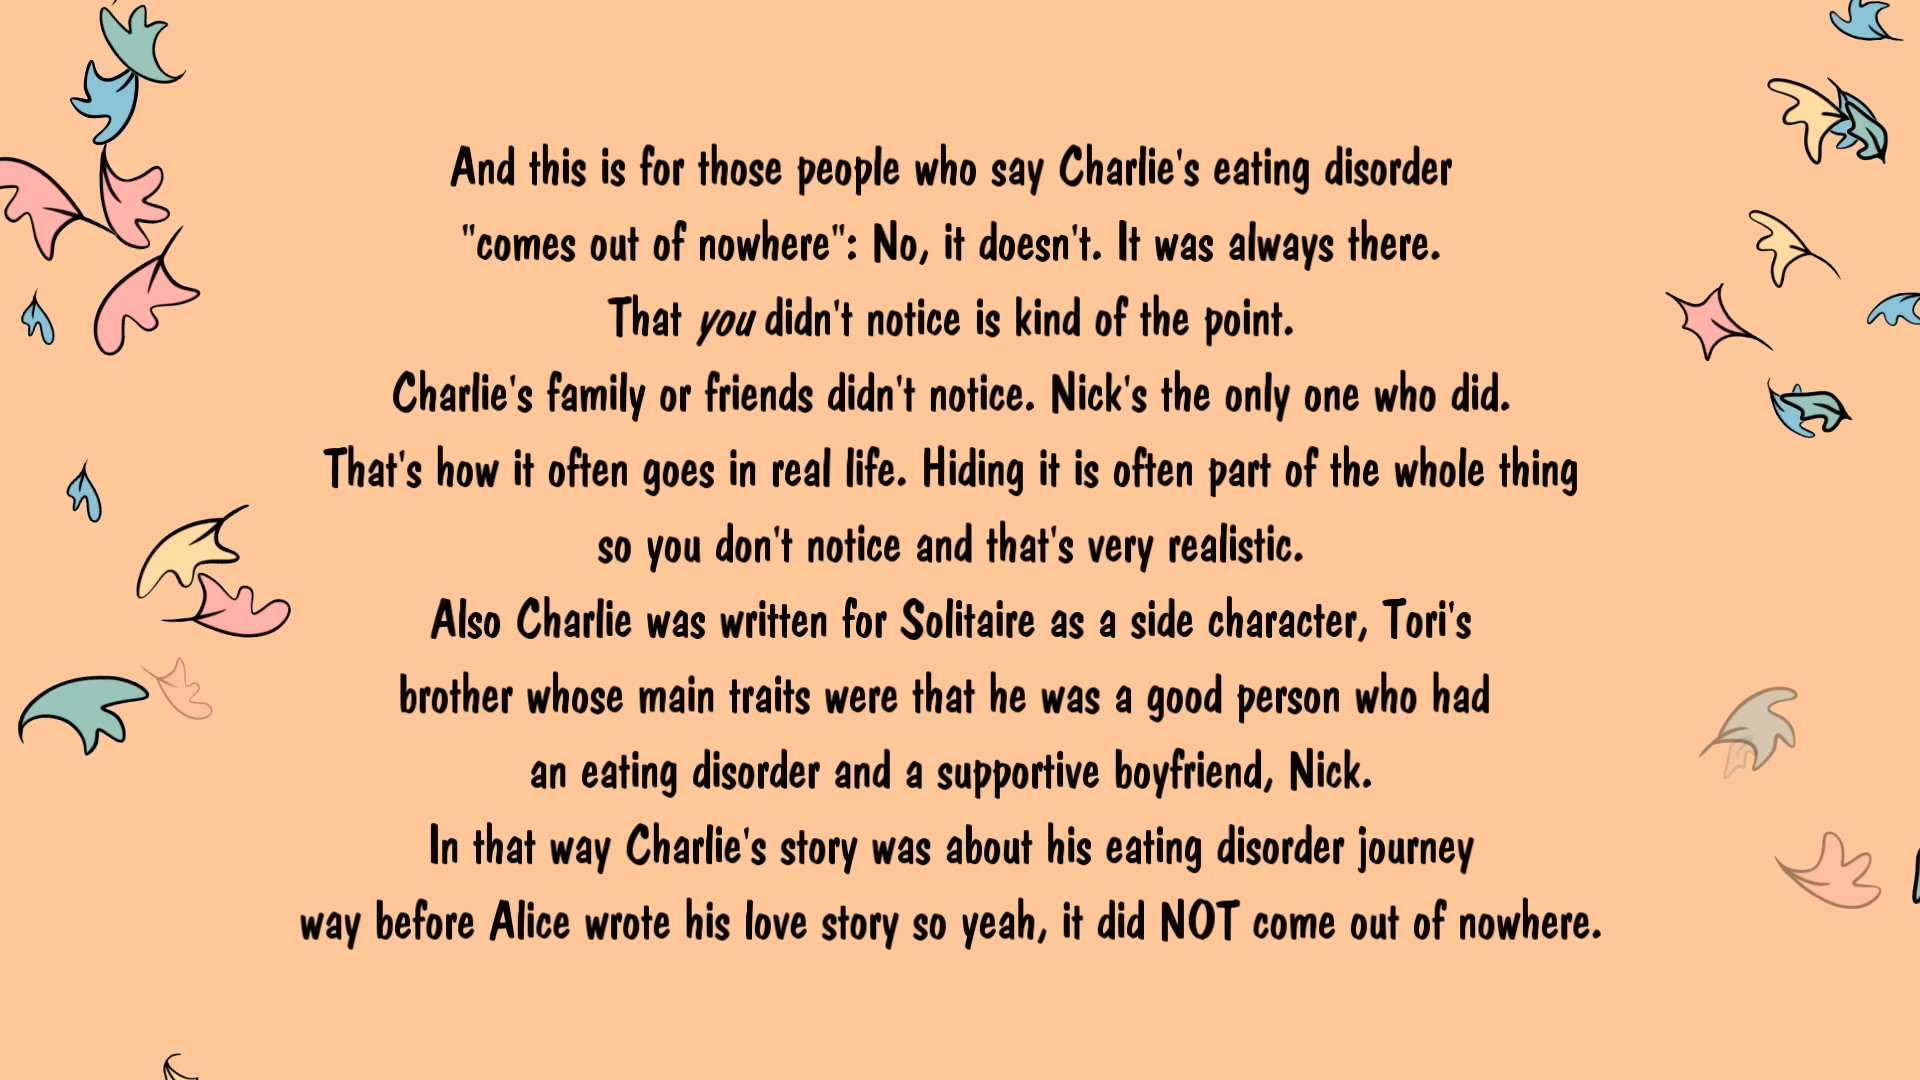 And this is for those people who say Charlie's eating disorder
"comes out of nowhere": No, it doesn't. It was always there.
That you didn't notice is kind of the point.
Charlie's family or friends didn't notice. Nick's the only one who did.
That's how it often goes in real life. Hiding it is often part of the whole thing
so you don't notice and that's very realistic.
Also Charlie was written for Solitaire as a side character, Tori's
brother whose main traits were that he was a good person who had
an eating disorder and a supportive boyfriend, Nick.
In that way Charlie's story was about his eating disorder journey
way before Alice wrote his love story so yeah, it did NOT come out of nowhere.